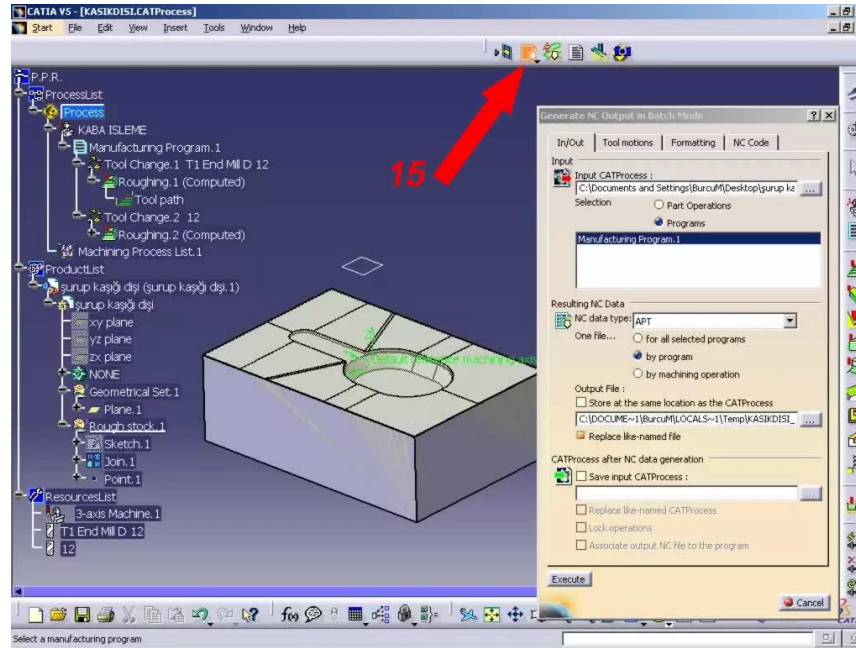 CATIA V5 - [KASIKDISI.CATProcess]
Start File Edit View Insert Tools Window Help
P.P.R.
ProcessList
Process
KABA ISLEME
Manufacturing Program.1
Tool Change.1 T1 End Mill D 12
Roughing.1 (Computed)
Tool path
Tool Change.2 12
Roughing.2 (Computed)
Machining Process List.1
ProductList
şurup kaşığı dişi (şurup kaşığı dişi.1)
şurup kaşığı dişi
xy plane
yz plane
zx plane
NONE
Geometrical Set.1
Plane.1
Rough stock.1
Sketch.1
Join.1
Point.1
ResourcesList
3-axis Machine.1
T1 End Mill D 12
12
15
Default reference machining axis
Generate NC Output in Batch Mode
In/Out Tool motions Formatting NC Code
Input
Input CATProcess :
C:\Documents and Settings\BurcuM\Desktop\şurup ka ...
Selection
Part Operations
Programs
Manufacturing Program.1
Resulting NC Data
NC data type: APT
One file... for all selected programs
by program
by machining operation
Output File :
Store at the same location as the CATProcess
C:\DOCUME~1\BurcuM\LOCALS~1\Temp\KASIKDISI_ ...
Replace like-named file
CATProcess after NC data generation
Save input CATProcess :
...
Replace like-named CATProcess
Lock operations
Associate output NC file to the program
Execute
Cancel
f(x)
Select a manufacturing program